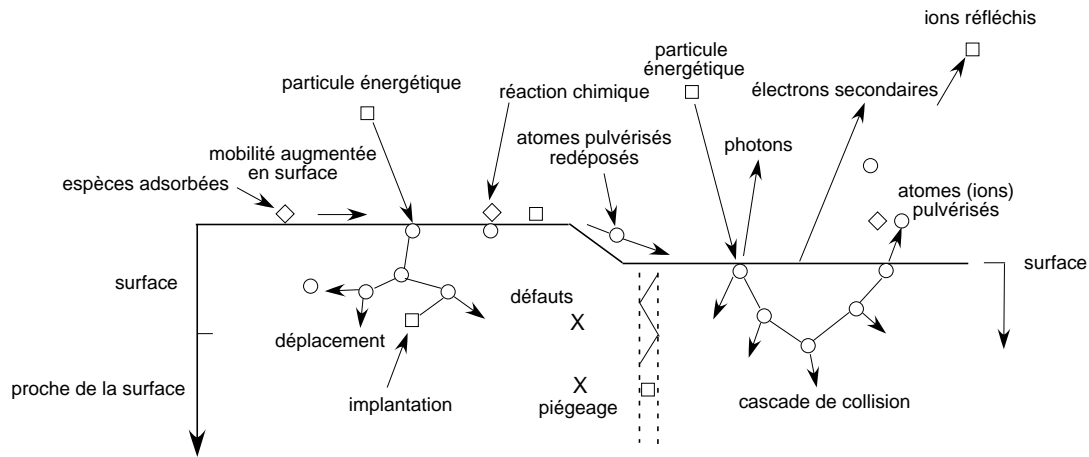 ions réfléchis
particule
énergétique
particule énergétique
réaction chimique
électrons secondaires
atomes pulvérisés
redéposés
photons
mobilité augmentée
en surface
espèces adsorbées
atomes (ions)
pulvérisés
surface
surface
défauts
X
déplacement
proche de la surface
implantation
X
piégeage
cascade de collision